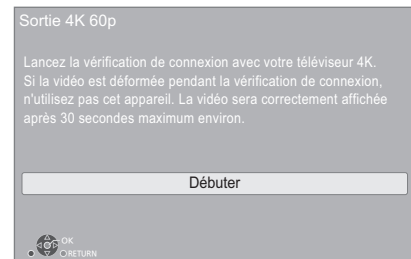 Sortie 4K 60p
Lancez la vérification de connexion avec votre téléviseur 4K.
Si la vidéo est déformée pendant la vérification de connexion,
n'utilisez pas cet appareil. La vidéo sera correctement affichée
après 30 secondes maximum environ.
Débuter
OK
RETURN